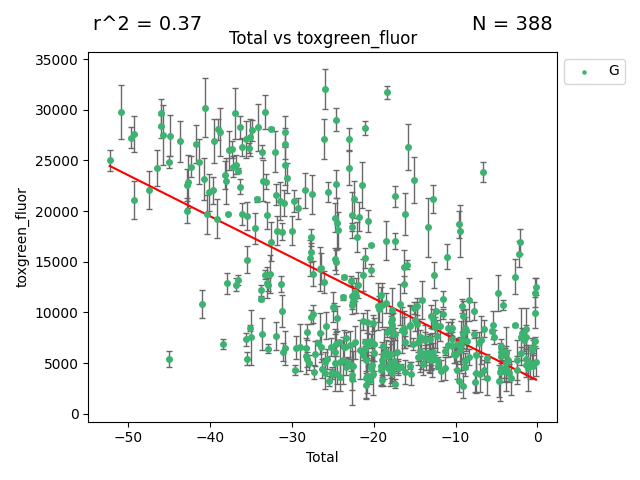 r^2 = 0.37
N = 388
Total vs toxgreen_fluor
35000
30000
25000
20000
15000
10000
5000
0
toxgreen_fluor
−50
−40
−30
−20
−10
0
Total
G